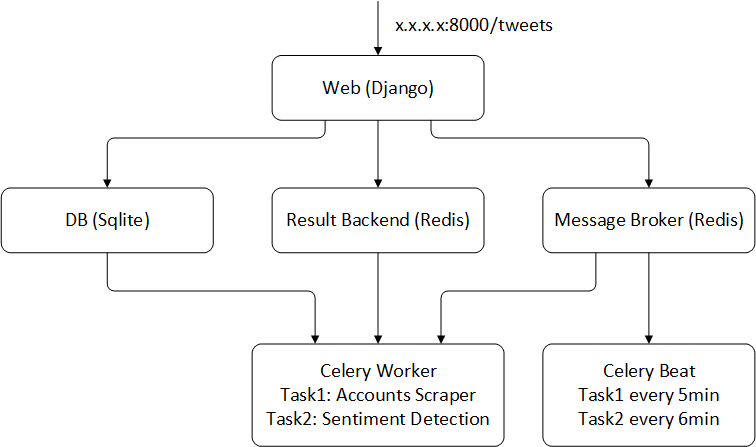 x.x.x.x:8000/tweets
Web (Django)
DB (Sqlite)
Result Backend (Redis)
Message Broker (Redis)
Celery Worker
Task1: Accounts Scraper
Task2: Sentiment Detection
Celery Beat
Task1 every 5min
Task2 every 6min